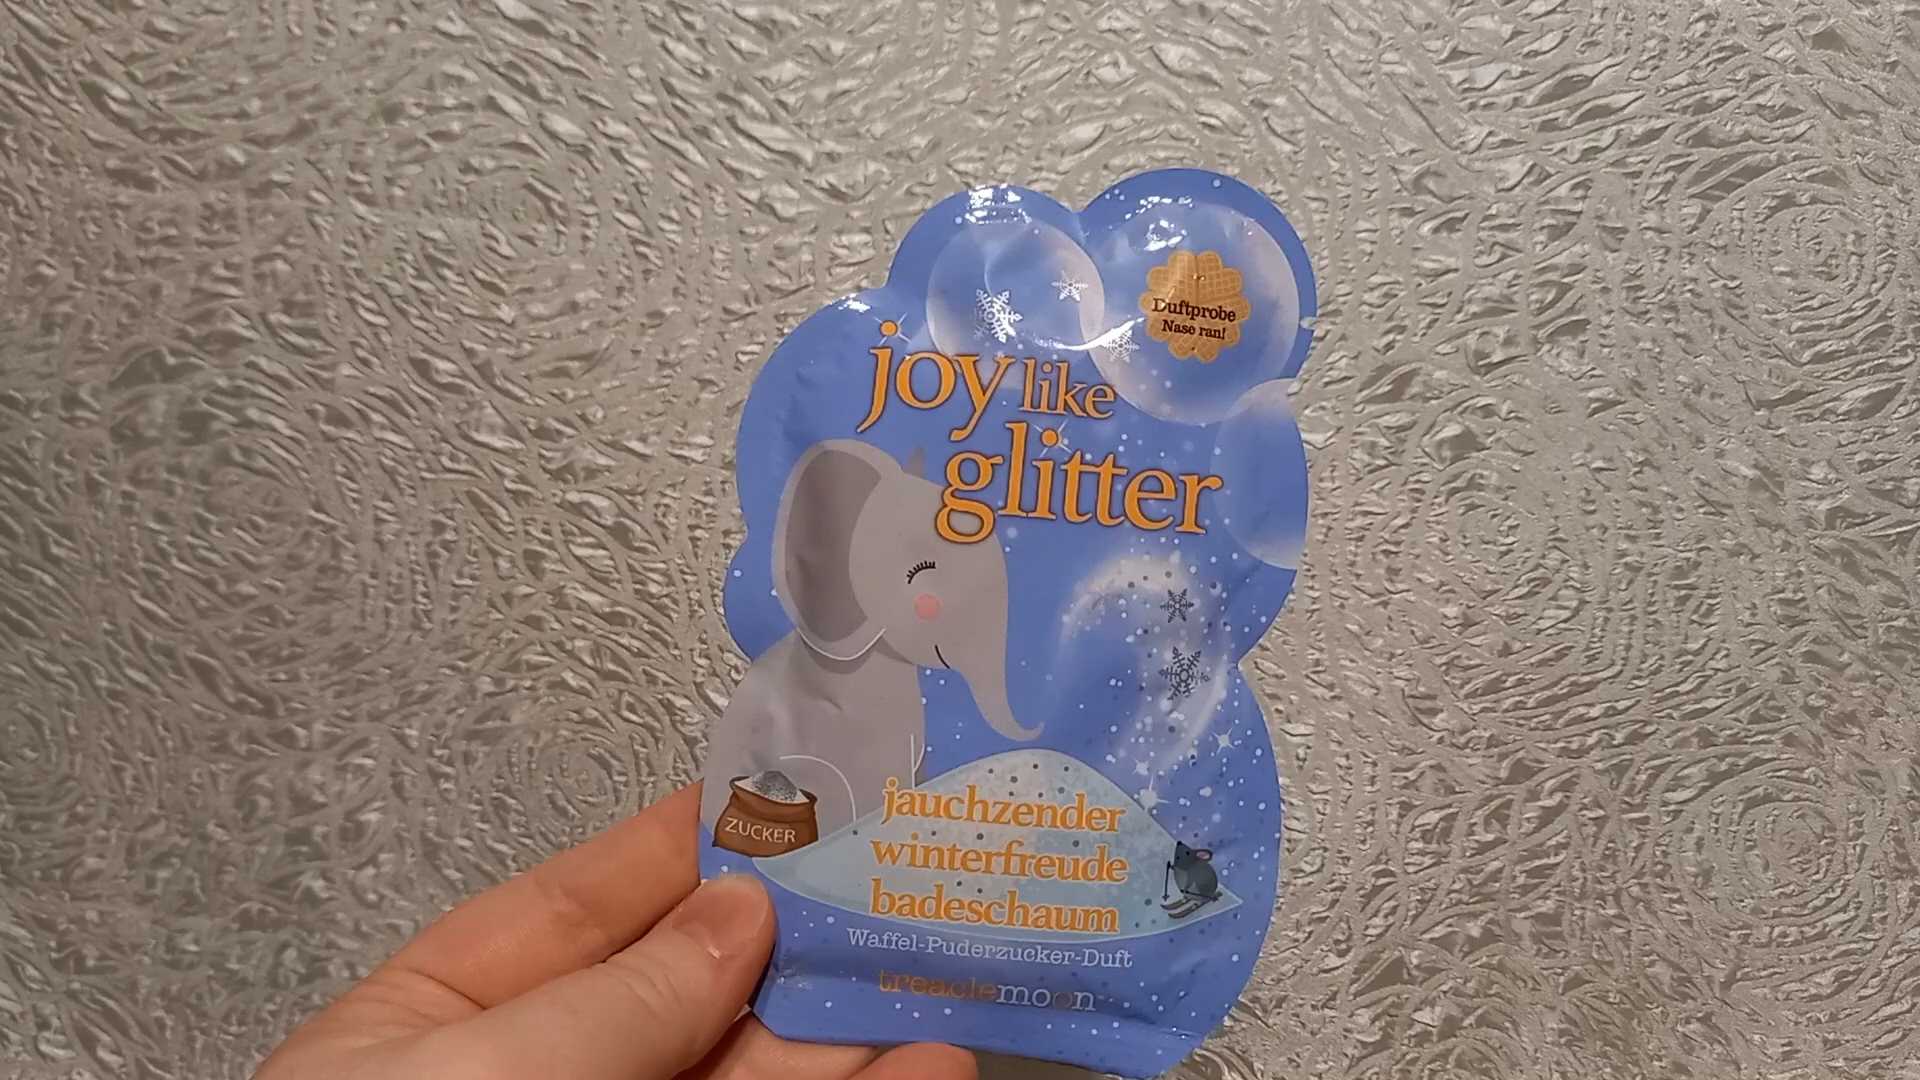 Duftprobe
Nase ran!
joy like
glitter
ZUCKER
jauchzender
winterfreude
badeschaum
Waffel-Puderzucker-Duft
treaclemoon